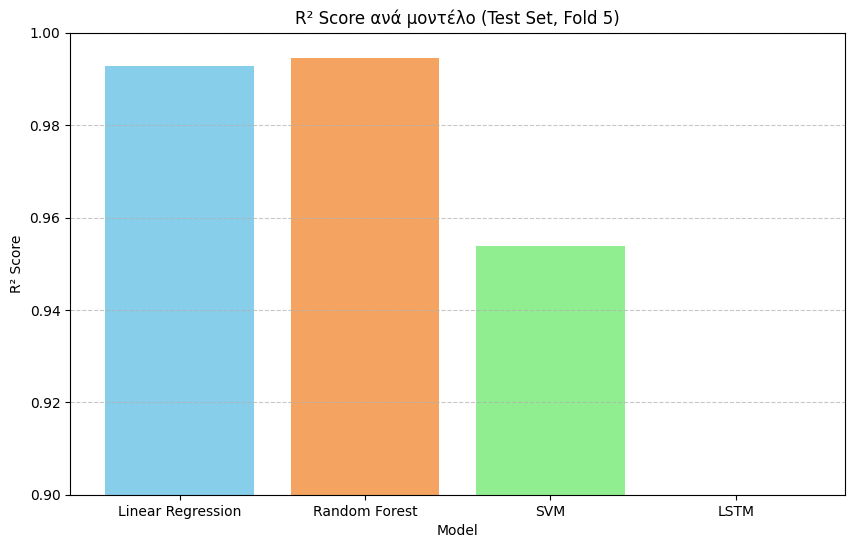 R² Score ανά μοντέλο (Test Set, Fold 5)
1.00
0.98
0.96
0.94
0.92
0.90
R² Score
Linear Regression
Random Forest
SVM
LSTM
Model